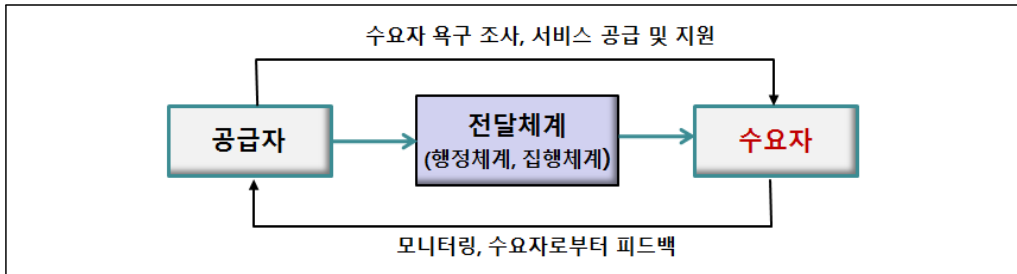 수요자 욕구 조사, 서비스 공급 및 지원
공급자
전달체계
(행정체계, 집행체계)
수요자
모니터링, 수요자로부터 피드백